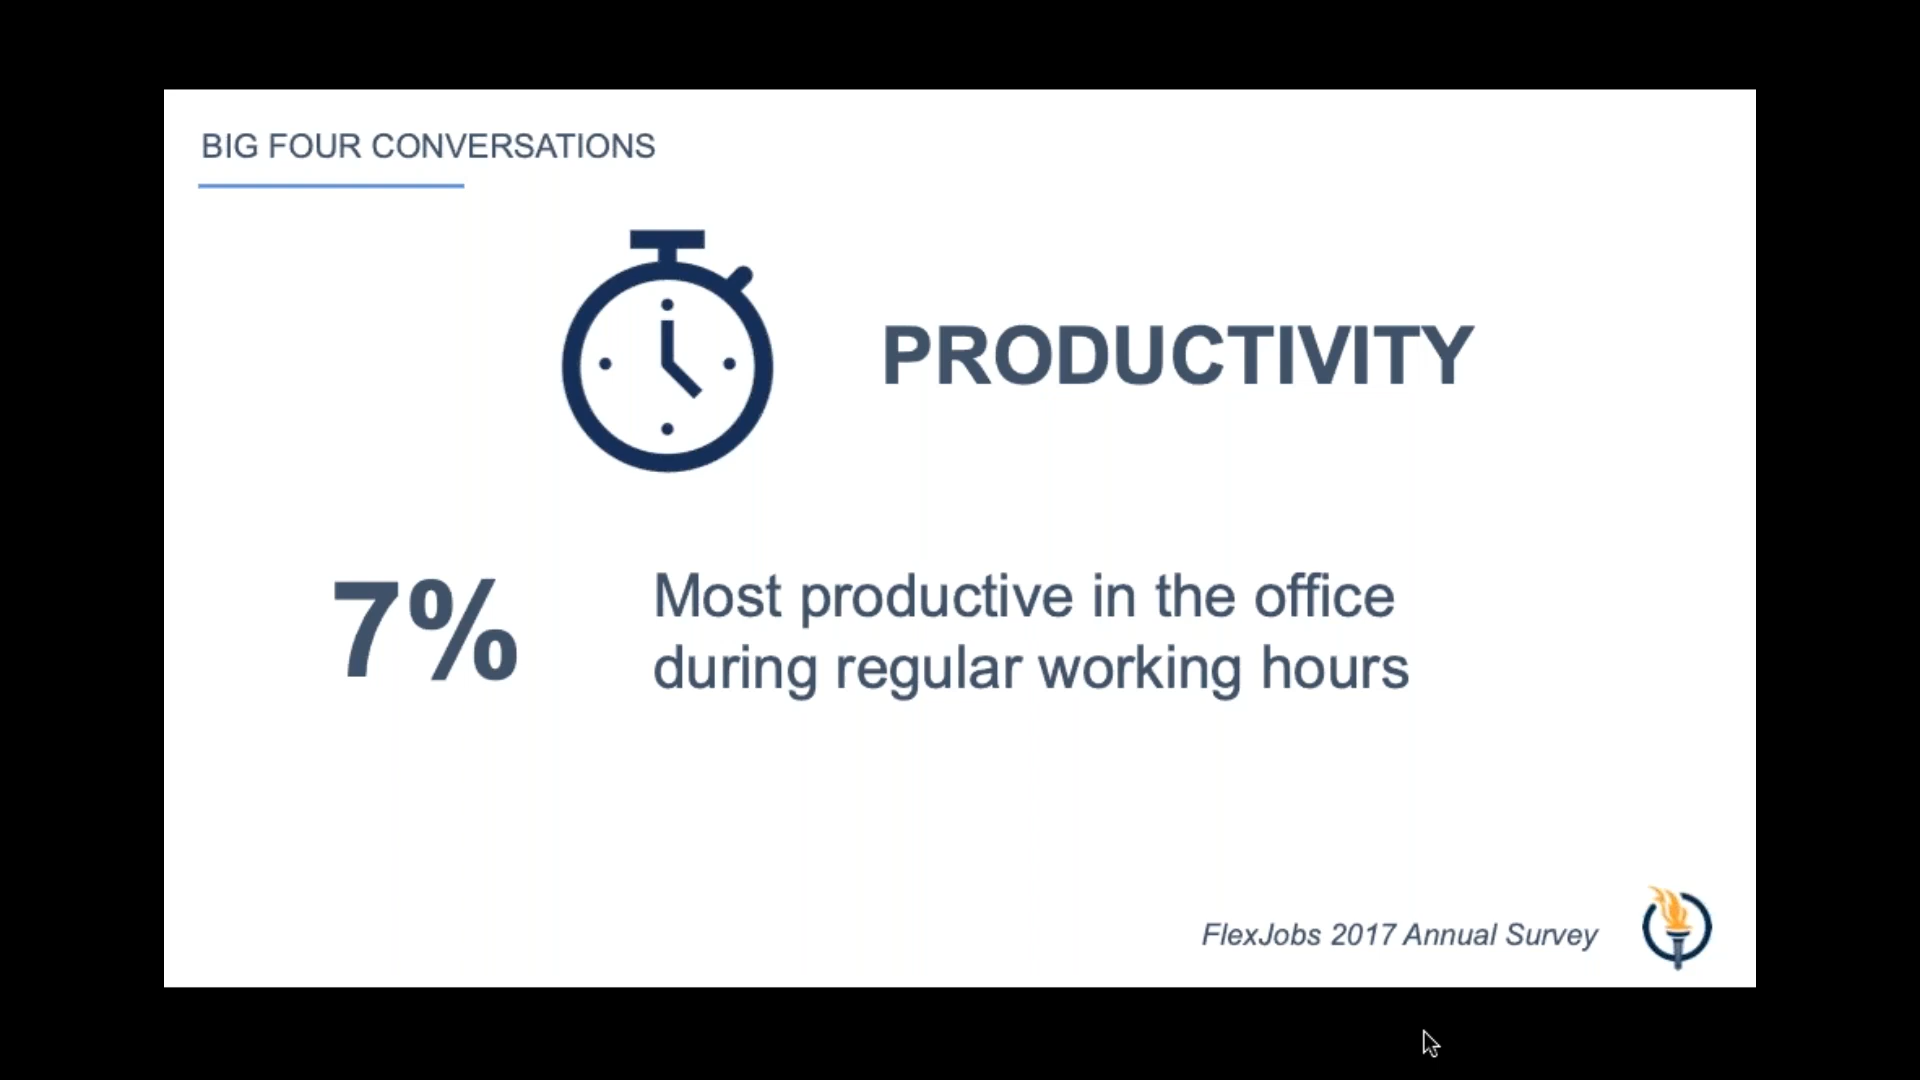 BIG FOUR CONVERSATIONS
PRODUCTIVITY
7%
Most productive in the office
during regular working hours
FlexJobs 2017 Annual Survey